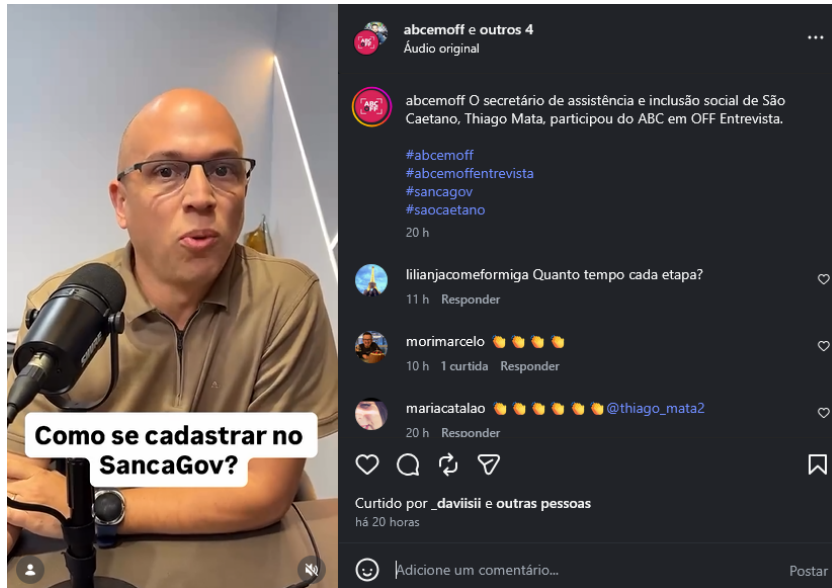 Como se cadastrar no
SancaGov?
abcemoff e outros 4
Áudio original
abcemoff O secretário de assistência e inclusão social de São
Caetano, Thiago Mata, participou do ABC em OFF Entrevista.
#abcemoff
#abcemoffentrevista
#sancagov
#saocaetano
20 h
lilianjacomeformiga Quanto tempo cada etapa?
11 h Responder
morimarcelo 👏 👏 👏 👏
10 h 1 curtida Responder
mariacatalao 👏 👏 👏 👏 👏 👏 @thiago_mata2
20 h Responder
Curtido por _daviisii e outras pessoas
há 20 horas
Adicione um comentário...
Postar